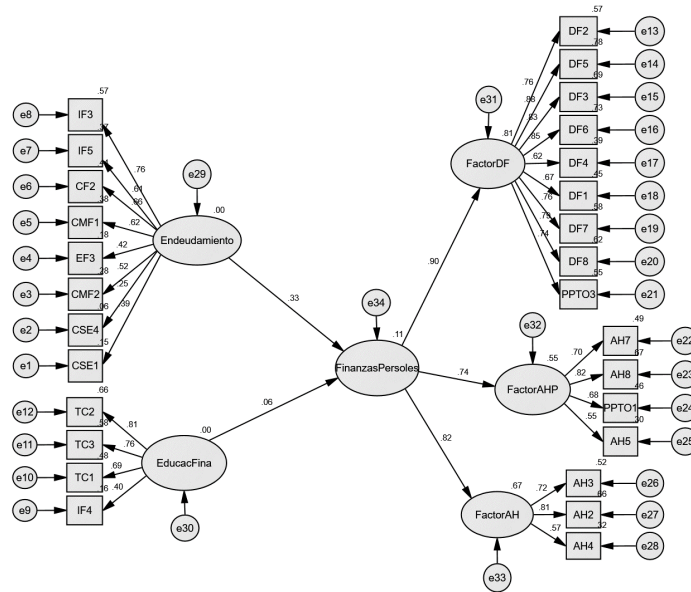 e8
IF3
.57
e7
IF5
.37
e6
CF2
e5
CMF1
.38
e4
EF3
.18
e3
CMF2
.28
e2
CSE4
.06
e1
CSE1
.15
.76
.61
.66
.62
.42
.52
.25
.39
e29
Endeudamiento
.00
.33
e12
TC2
.66
e11
TC3
.58
e10
TC1
.48
e9
IF4
.16
.81
.76
.69
.40
EducacFina
.00
e30
.06
e34
FinanzasPersoles
.11
.90
.74
.82
e31
FactorDF
.81
.76
.88
.83
.85
.62
.67
.76
.79
.74
.57
DF2
e13
.78
DF5
e14
.69
DF3
e15
.73
DF6
e16
.39
DF4
e17
.45
DF1
e18
.58
DF7
e19
.62
DF8
e20
.55
PPTO3
e21
e32
FactorAHP
.55
.70
.82
.68
.55
.49
AH7
e22
.67
AH8
e23
.46
PPTO1
e24
.30
AH5
e25
FactorAH
.67
e33
.72
.81
.57
.52
AH3
e26
.66
AH2
e27
.32
AH4
e28